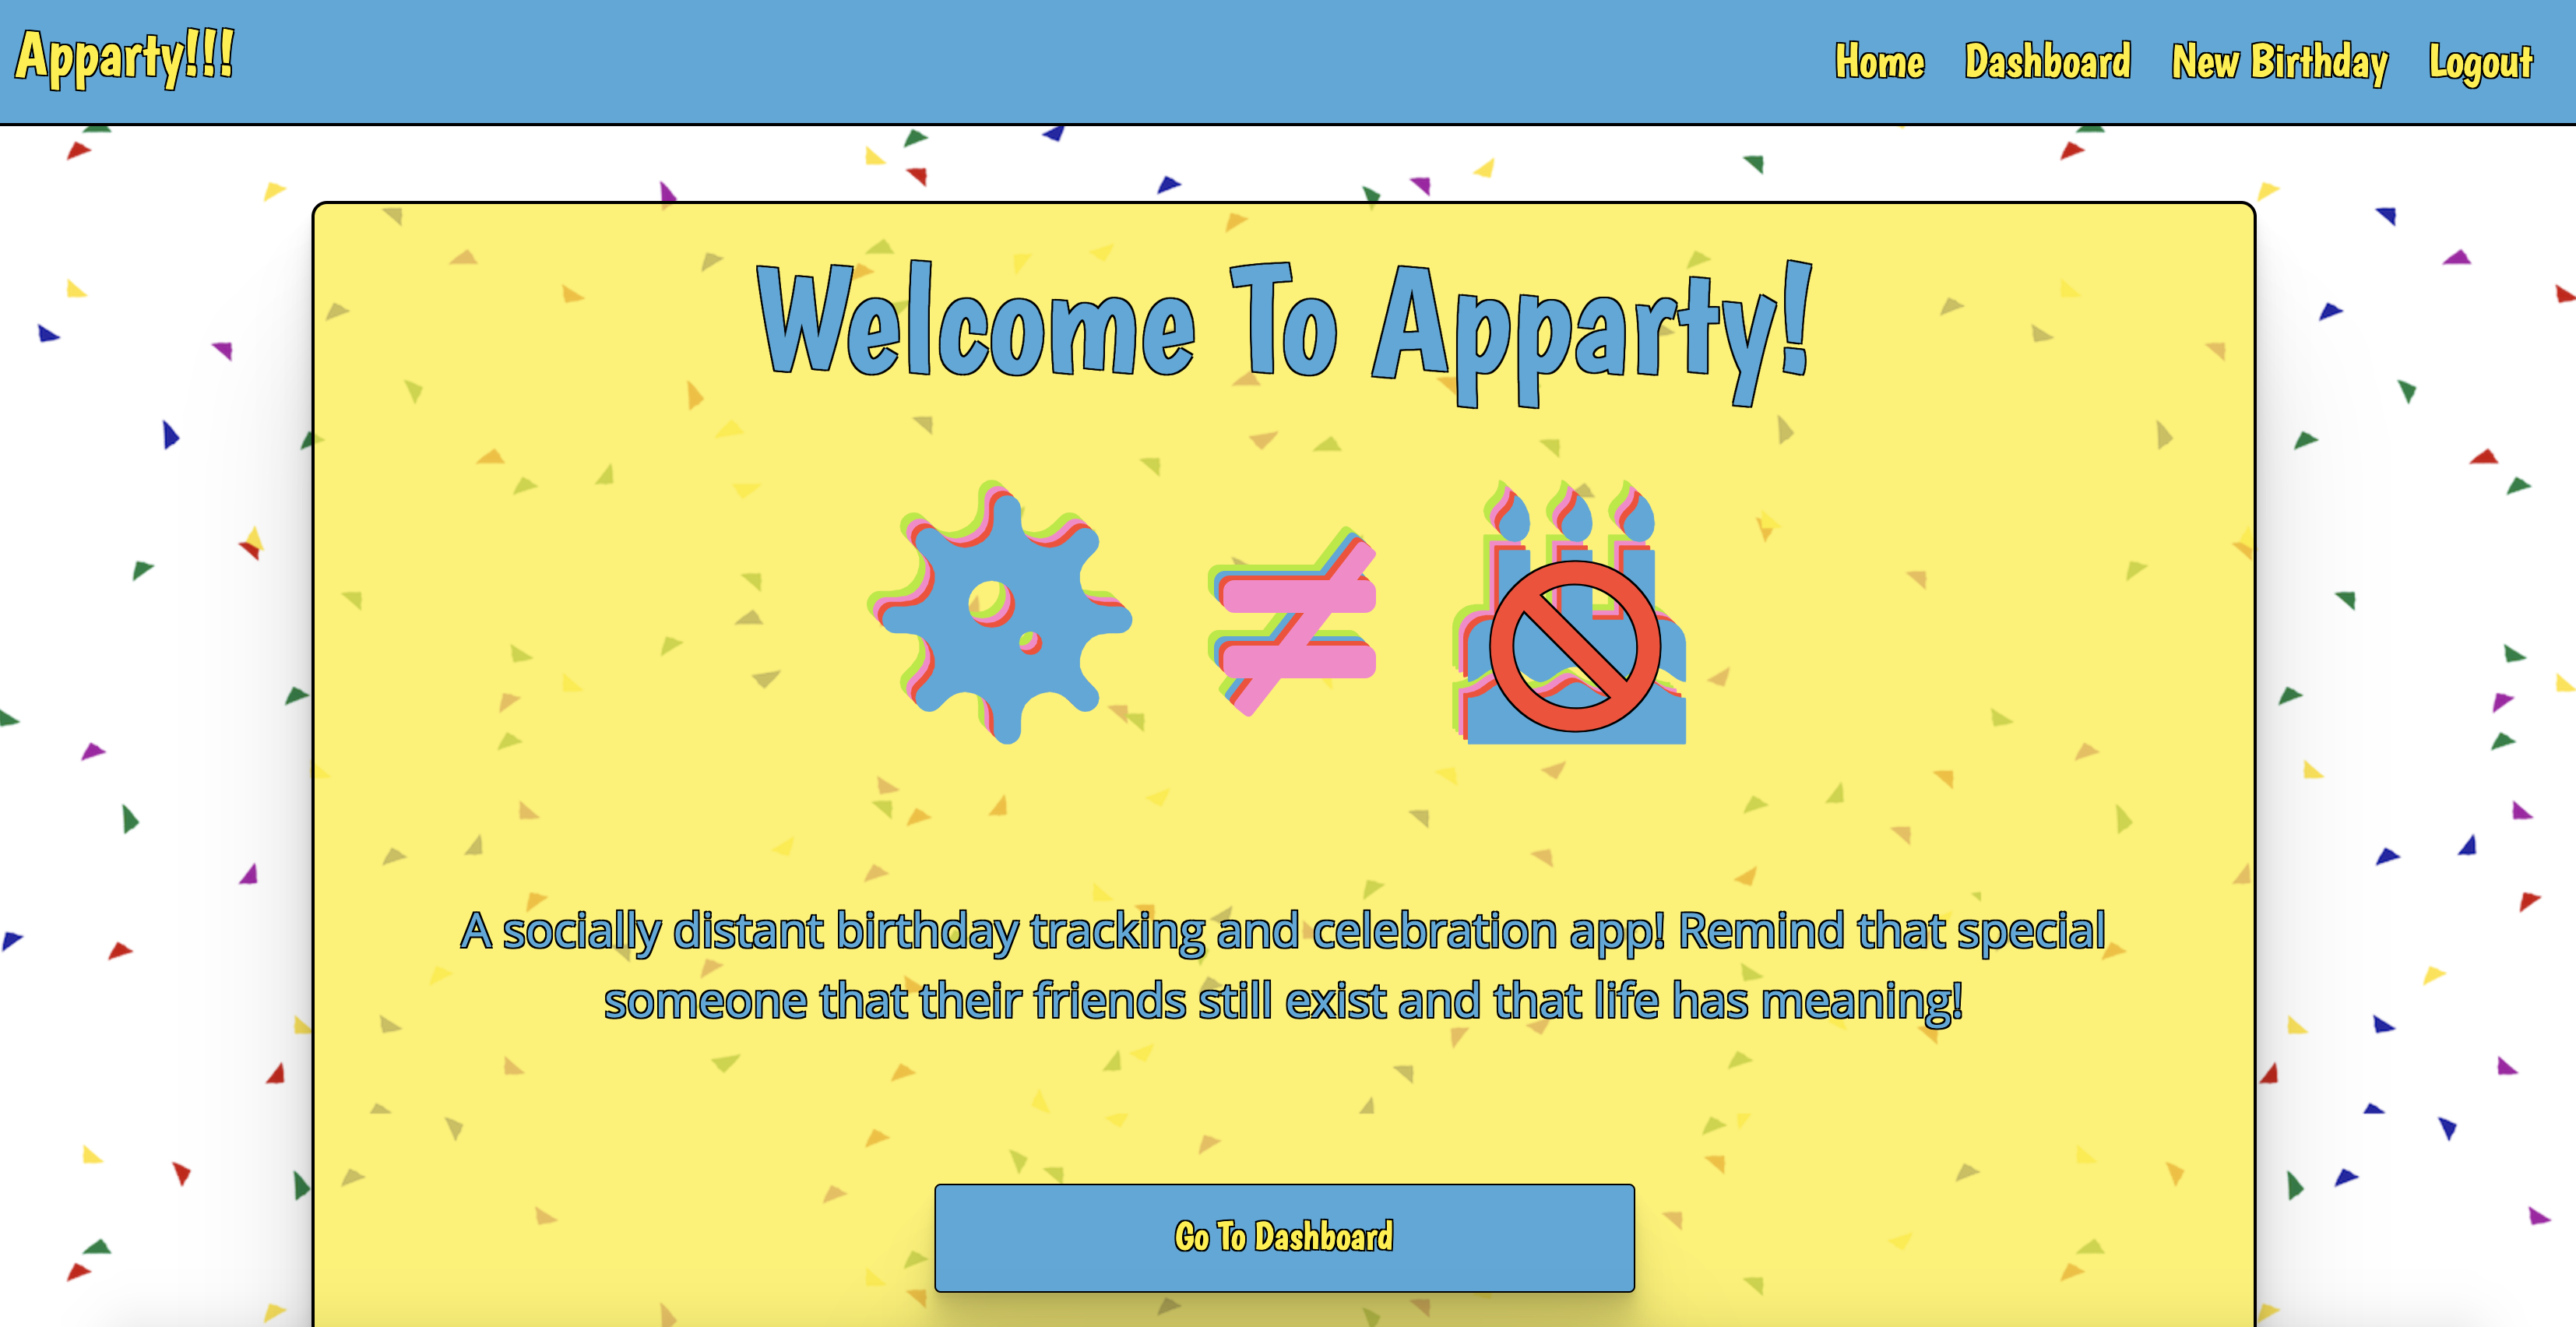 Apparty!!!
Home Dashboard New Birthday Logout
Welcome To Apparty!
A socially distant birthday tracking and celebration app! Remind that special
someone that their friends still exist and that life has meaning!
Go To Dashboard